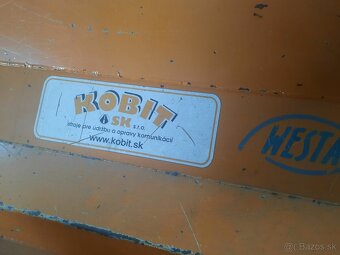 KOBIT
SK s.r.o.
stroje pre údržbu a opravy komunikácií
www.kobit.sk
WESTA
Bazos.sk